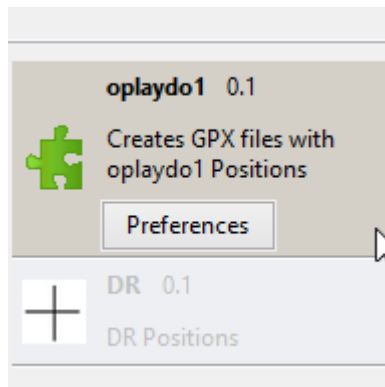 oplaydo1 0.1
Creates GPX files with
oplaydo1 Positions
Preferences
DR 0.1
DR Positions